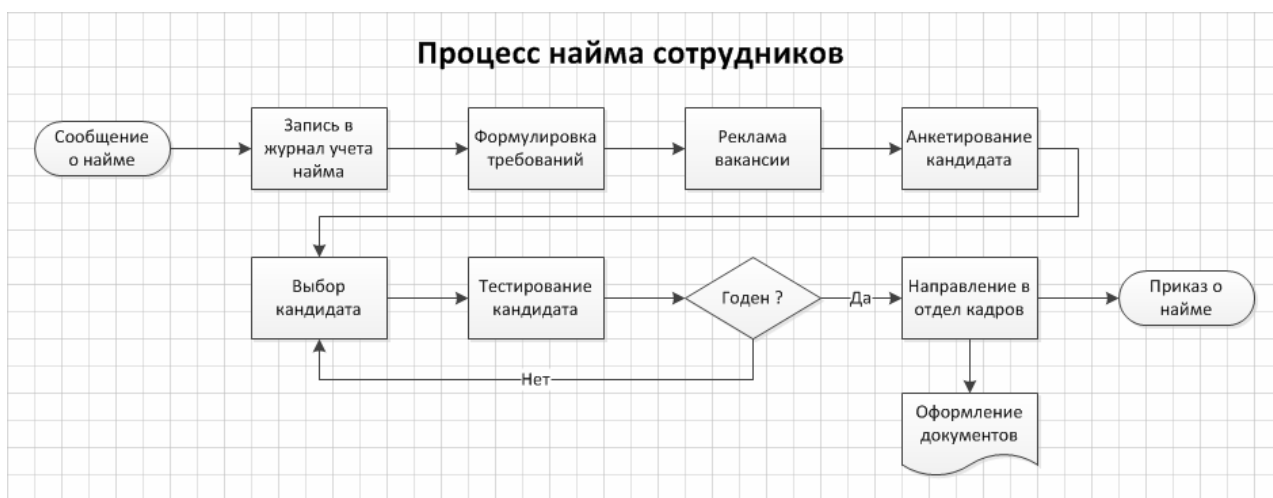 Процесс найма сотрудников
Сообщение
о найме
Запись в
журнал учета
найма
Формулировка
требований
Реклама
вакансии
Анкетирование
кандидата
Выбор
кандидата
Тестирование
кандидата
Годен ?
Да
Направление в
отдел кадров
Приказ о
найме
Нет
Оформление
документов